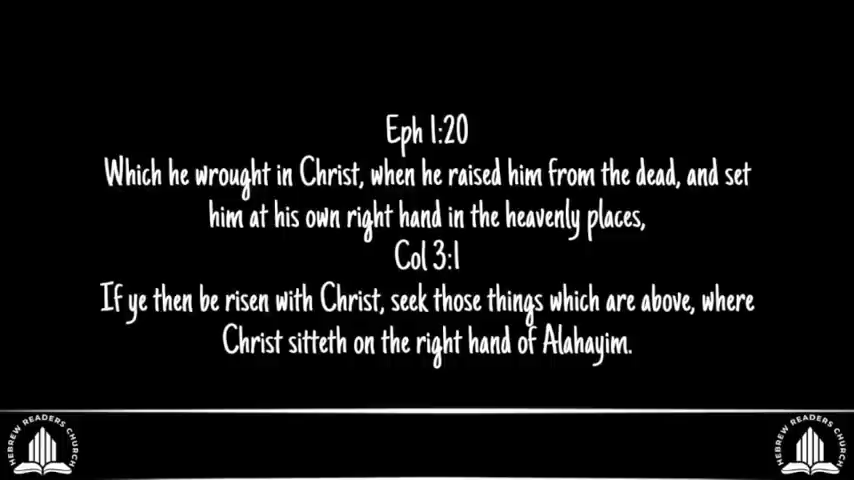 Eph 1:20
Which he wrought in Christ, when he raised him from the dead, and set
him at his own right hand in the heavenly places,
Col 3:1
If ye then be risen with Christ, seek those things which are above, where
Christ sitteth on the right hand of Alahayim.
HEBREW READERS CHURCH
HEBREW READERS CHURCH